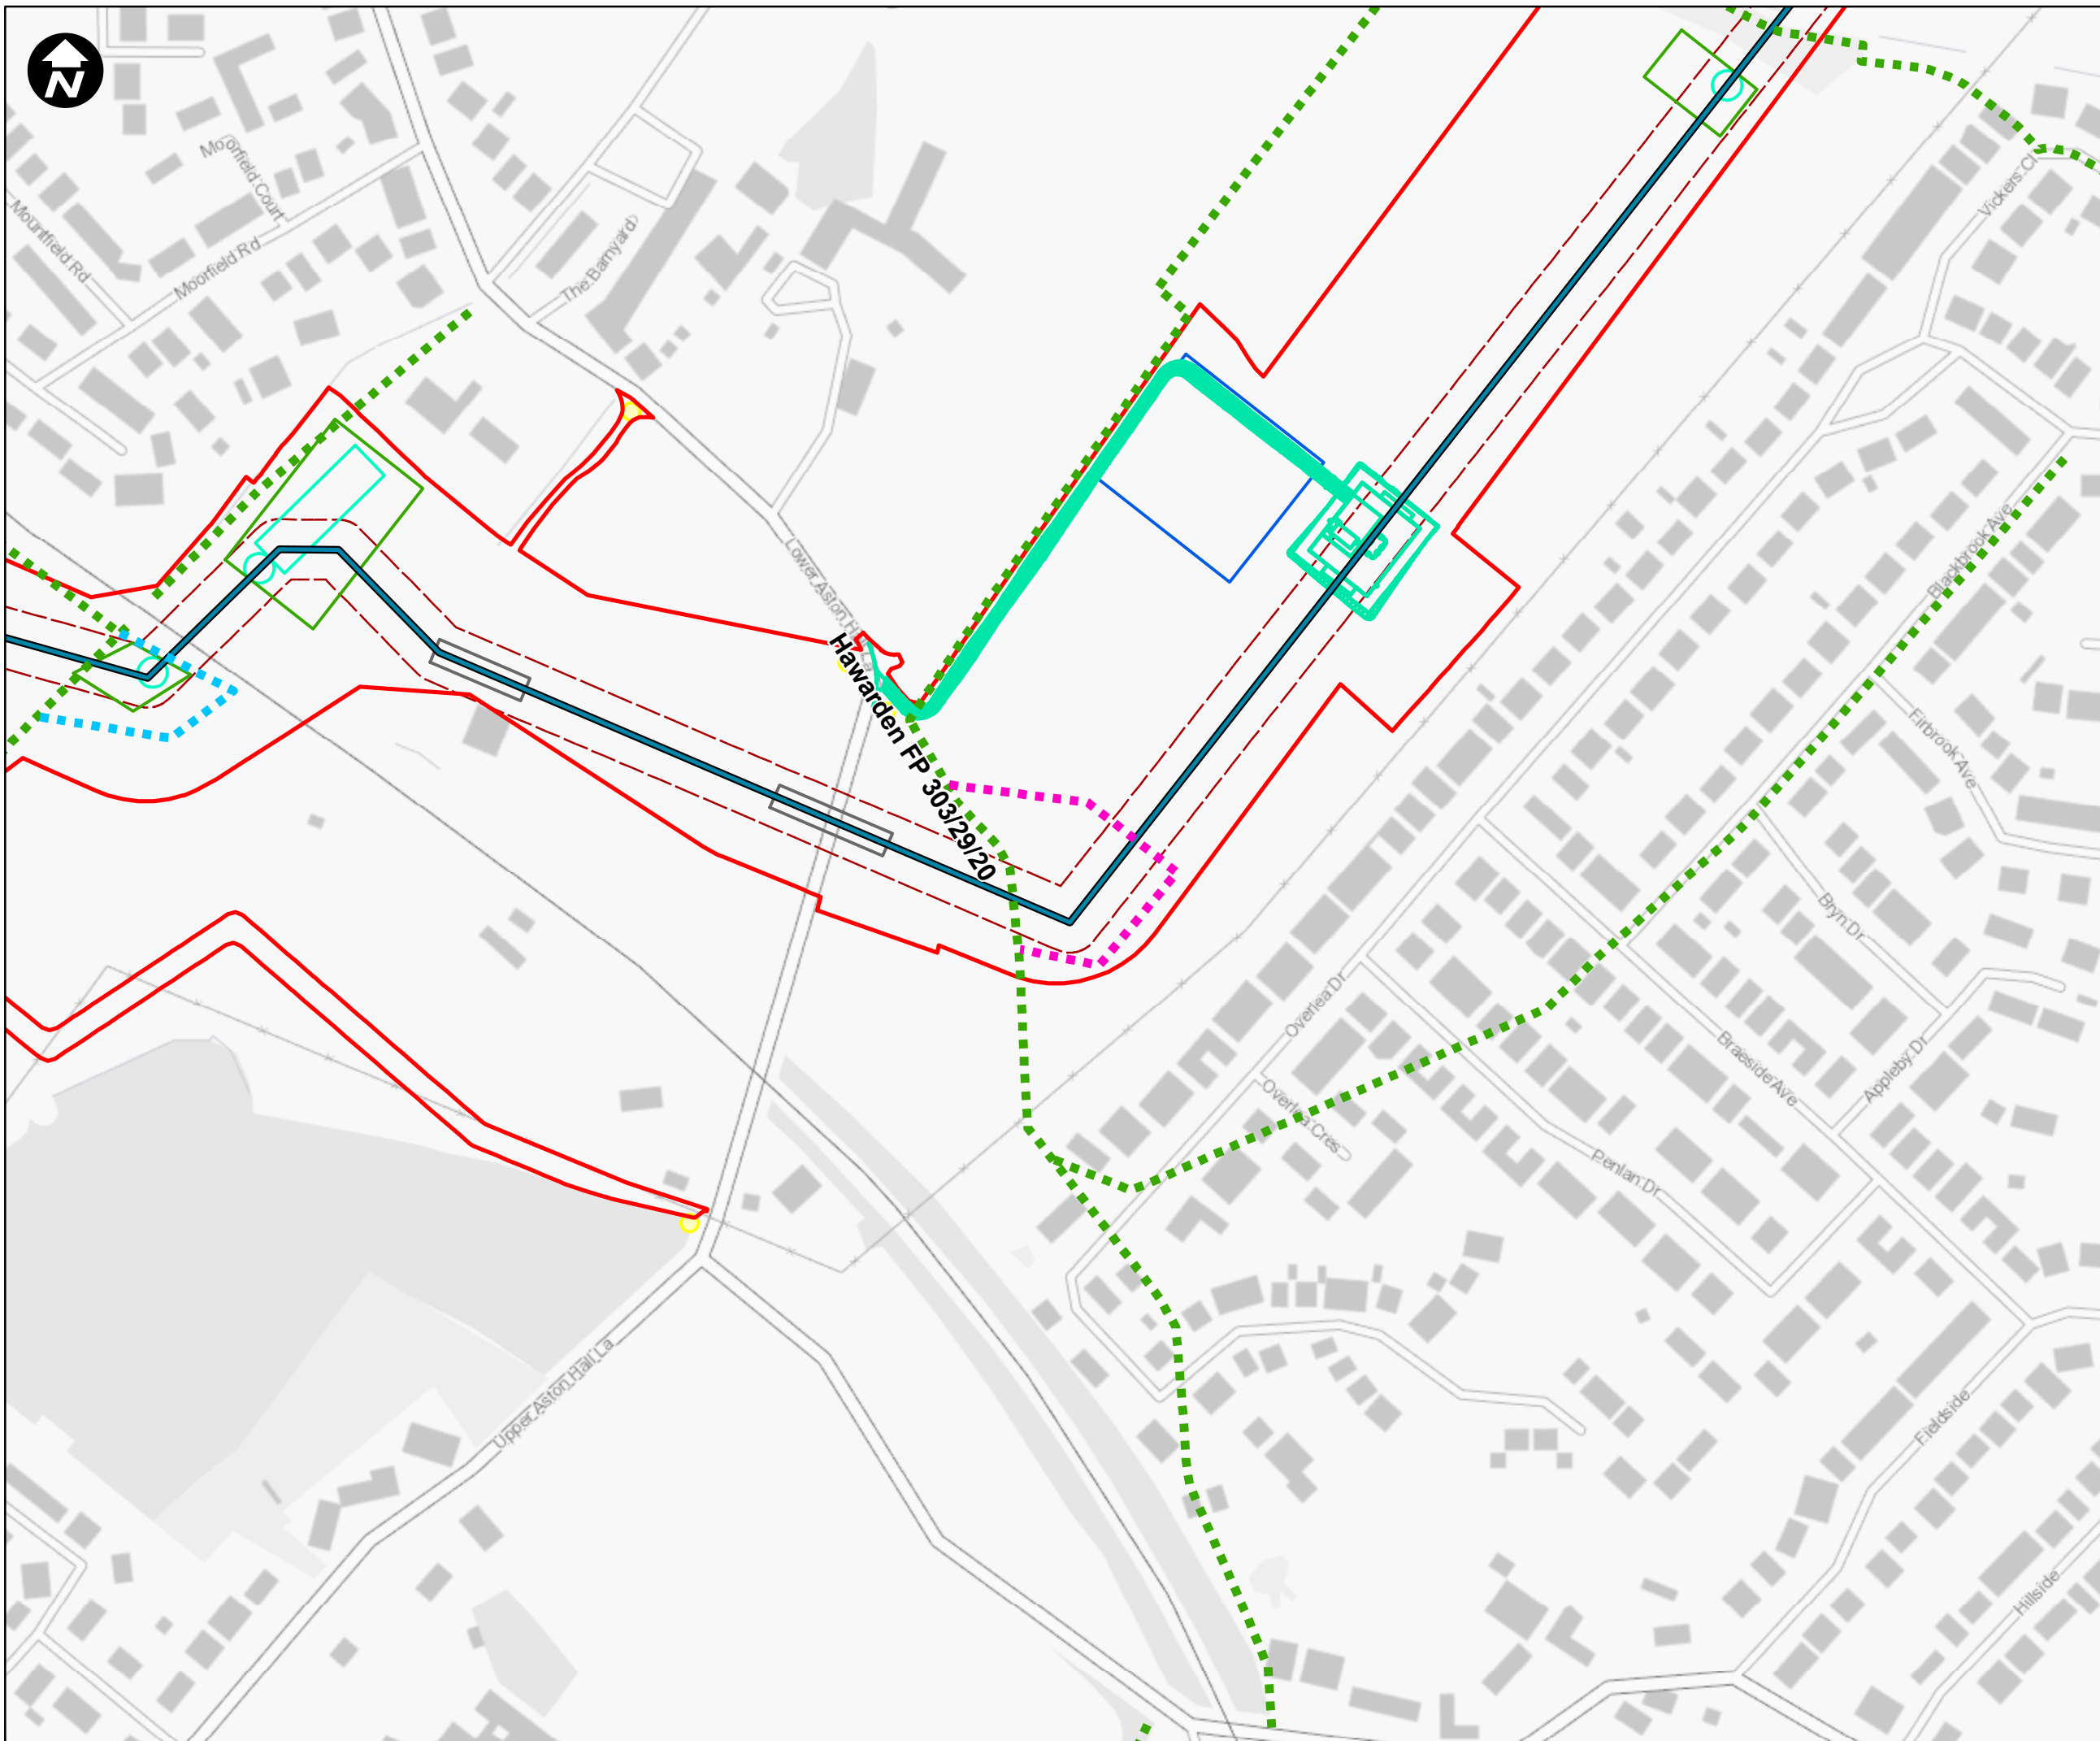 N
Moorfield Court
Mountfield Rd
Moorfield Rd
The Barnyard
Vickers Cl
Lower Aston Hall La
Hawarden FP 303/29/20
Blackbrook Ave
Firbrook Ave
Bryn Dr
Overlea Dr
Overlea Cres
Braeside Ave
Appleby Dr
Penlan Dr
Upper Aston Hall La
Fieldside
Hillside